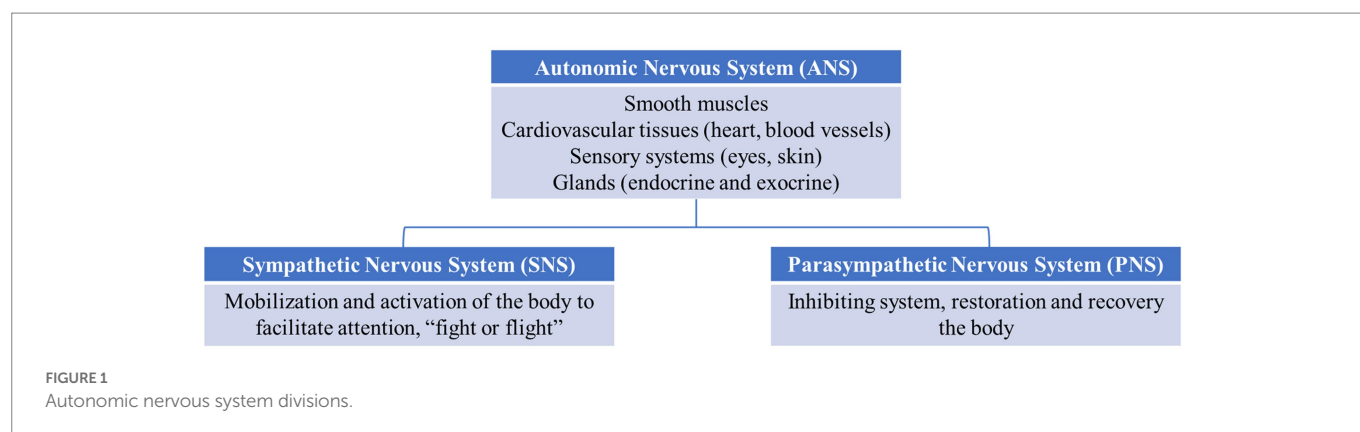 Autonomic Nervous System (ANS)
Smooth muscles
Cardiovascular tissues (heart, blood vessels)
Sensory systems (eyes, skin)
Glands (endocrine and exocrine)
Sympathetic Nervous System (SNS)
Mobilization and activation of the body to
facilitate attention, “fight or flight”
Parasympathetic Nervous System (PNS)
Inhibiting system, restoration and recovery
the body
FIGURE 1
Autonomic nervous system divisions.